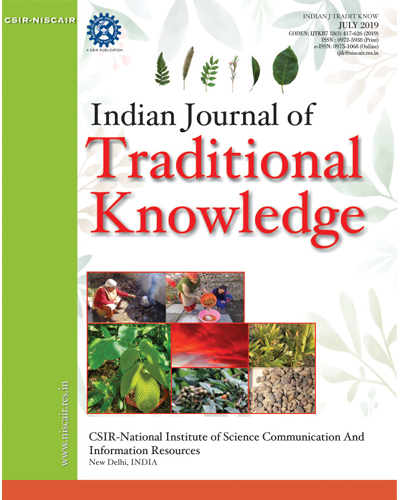 CSIR-NISCAIR
A CSIR PUBLICATION
INDIAN J TRADIT KNOW
JULY 2019
CODEN: IJTKB7 18(3) 417-626 (2019)
ISSN : 0972-5938 (Print)
e-ISSN: 0975-1068 (Online)
ijtk@niscair.res.in
Indian Journal of
Traditional
Knowledge
www.niscair.res.in
CSIR-National Institute of Science Communication And
Information Resources
New Delhi, INDIA